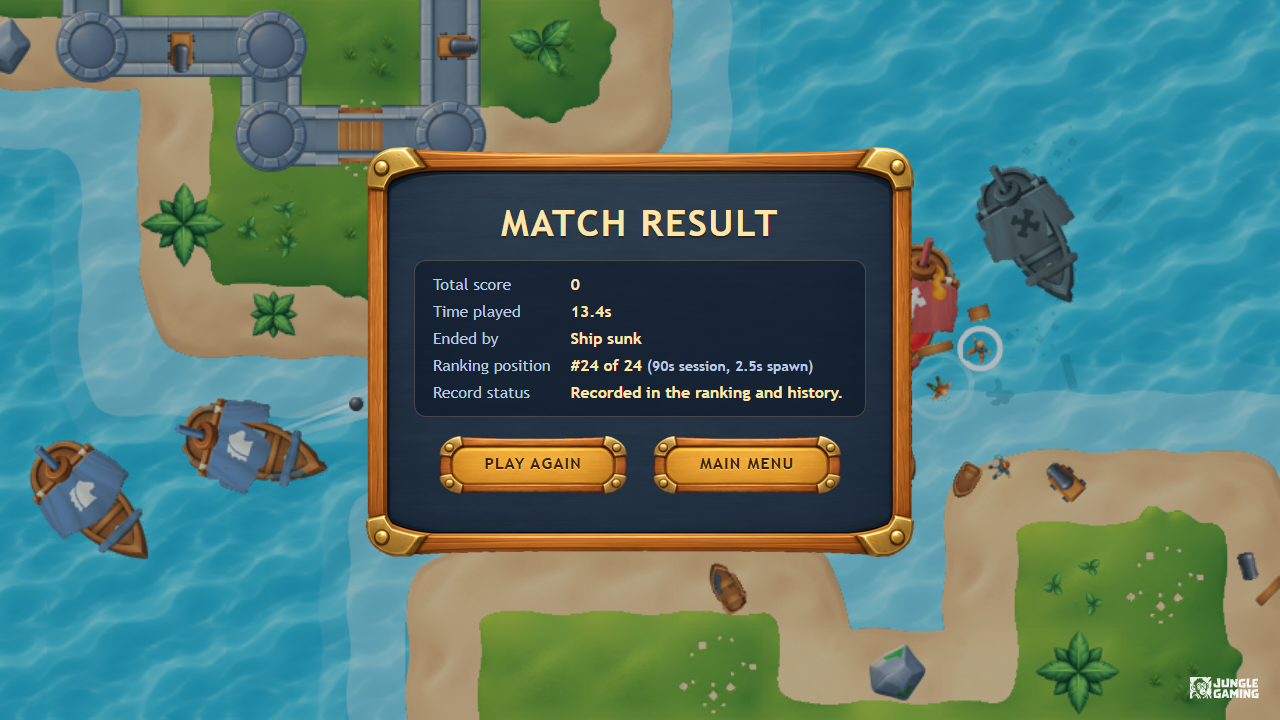 MATCH RESULT
Total score 0
Time played 13.4s
Ended by Ship sunk
Ranking position #24 of 24 (90s session, 2.5s spawn)
Record status Recorded in the ranking and history.
PLAY AGAIN MAIN MENU
JUNGLE
GAMING